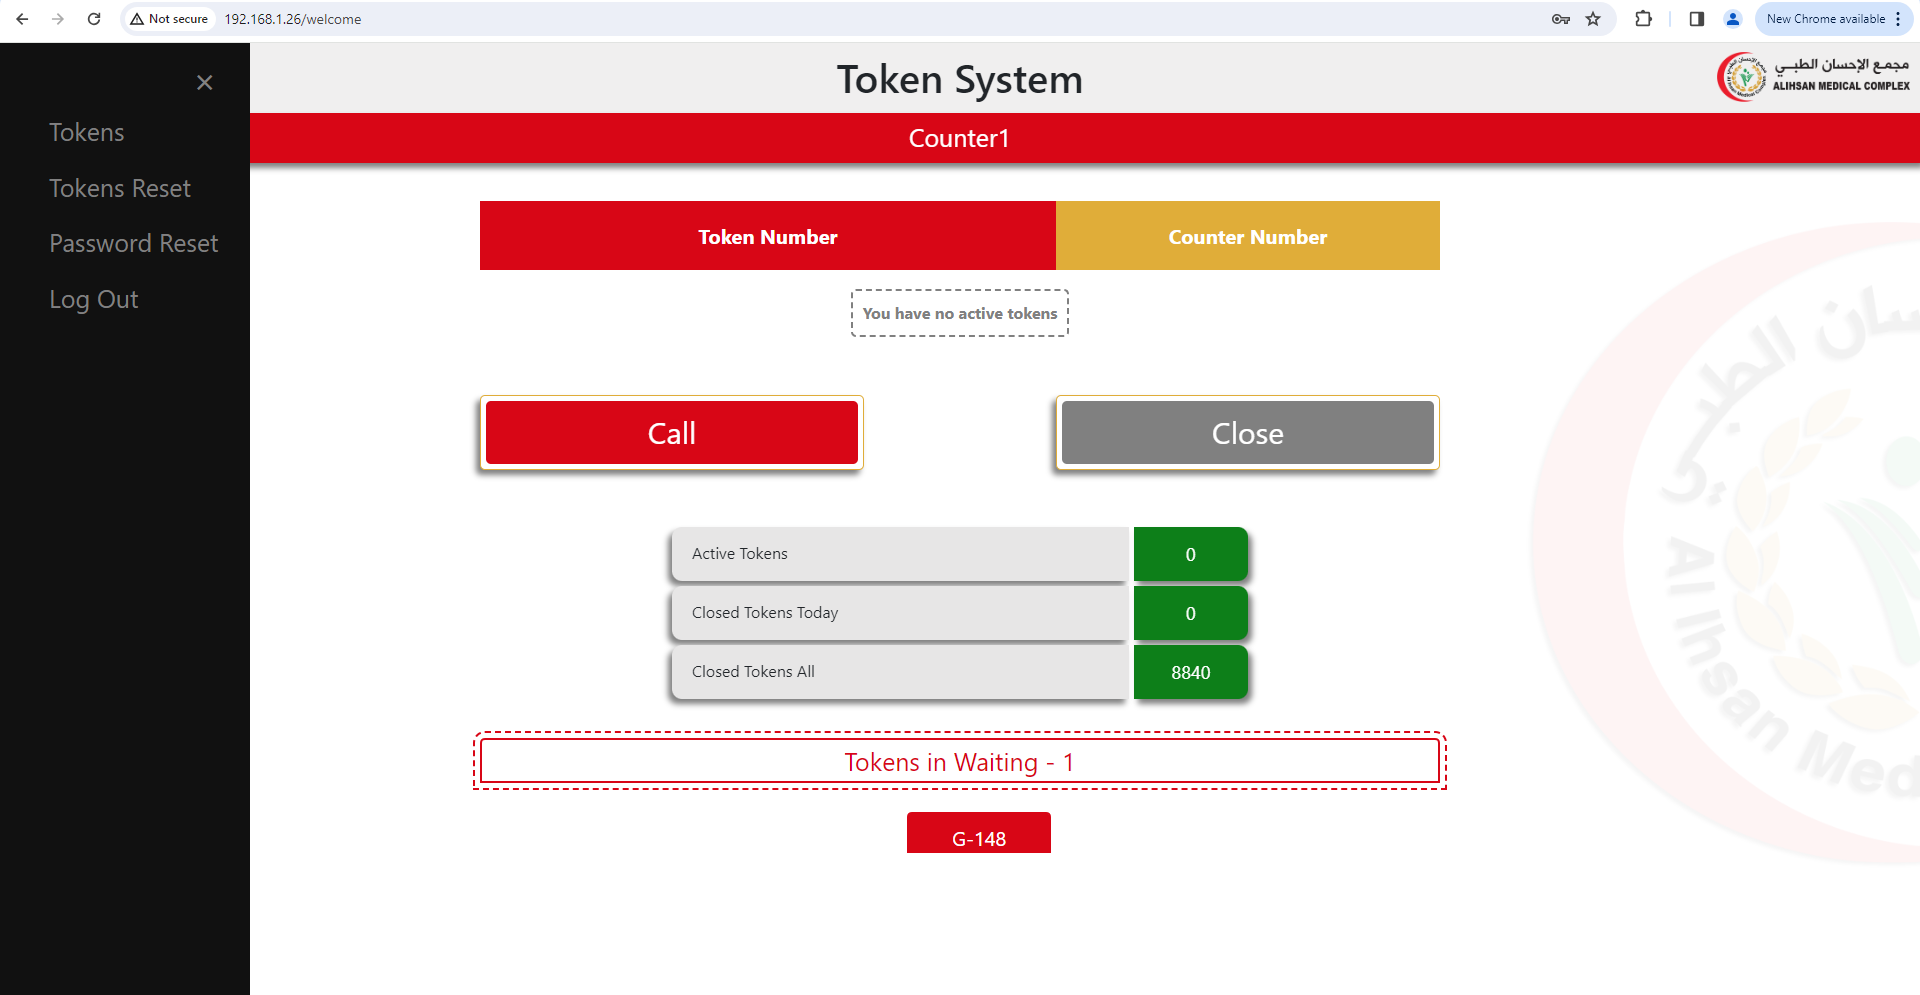 Not secure 192.168.1.26/welcome New Chrome available
Token System
مجمع الإحسان الطبي
ALIHSAN MEDICAL COMPLEX
Counter1
Tokens
Tokens Reset
Password Reset
Log Out
Token Number Counter Number
You have no active tokens
Call Close
Active Tokens 0
Closed Tokens Today 0
Closed Tokens All 8840
Tokens in Waiting - 1
G-148
سان الطبي
Al Ihsan Med